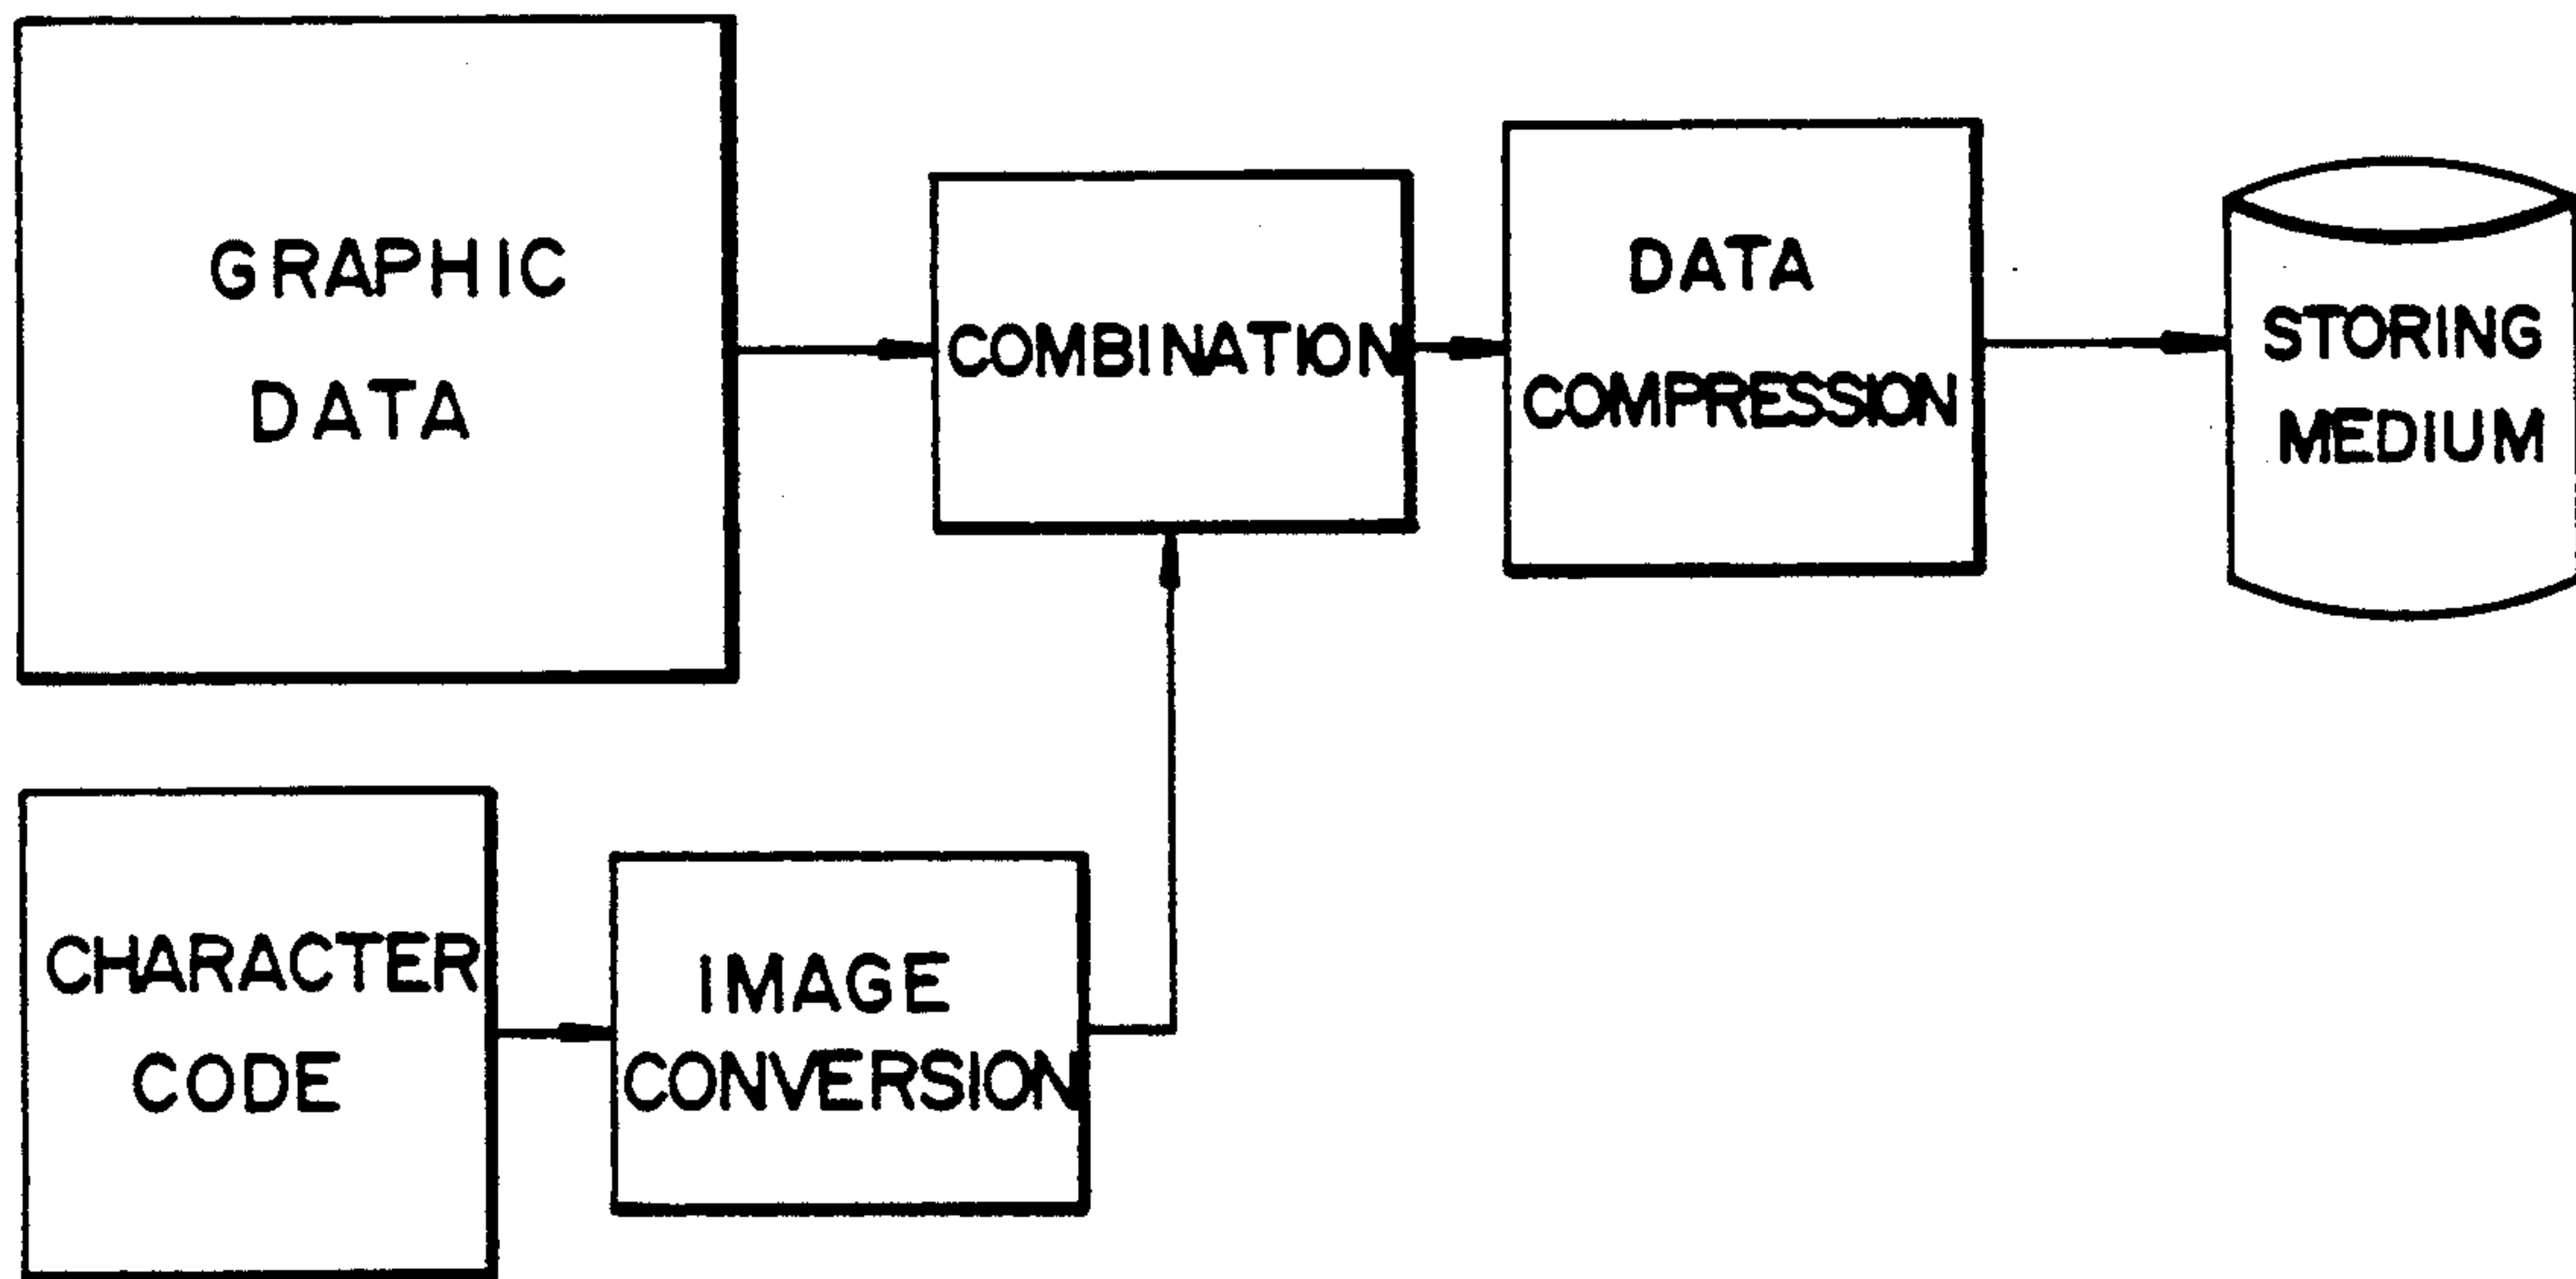 GRAPHIC
DATA
COMBINATION
DATA
COMPRESSION
STORING
MEDIUM
CHARACTER
CODE
IMAGE
CONVERSION